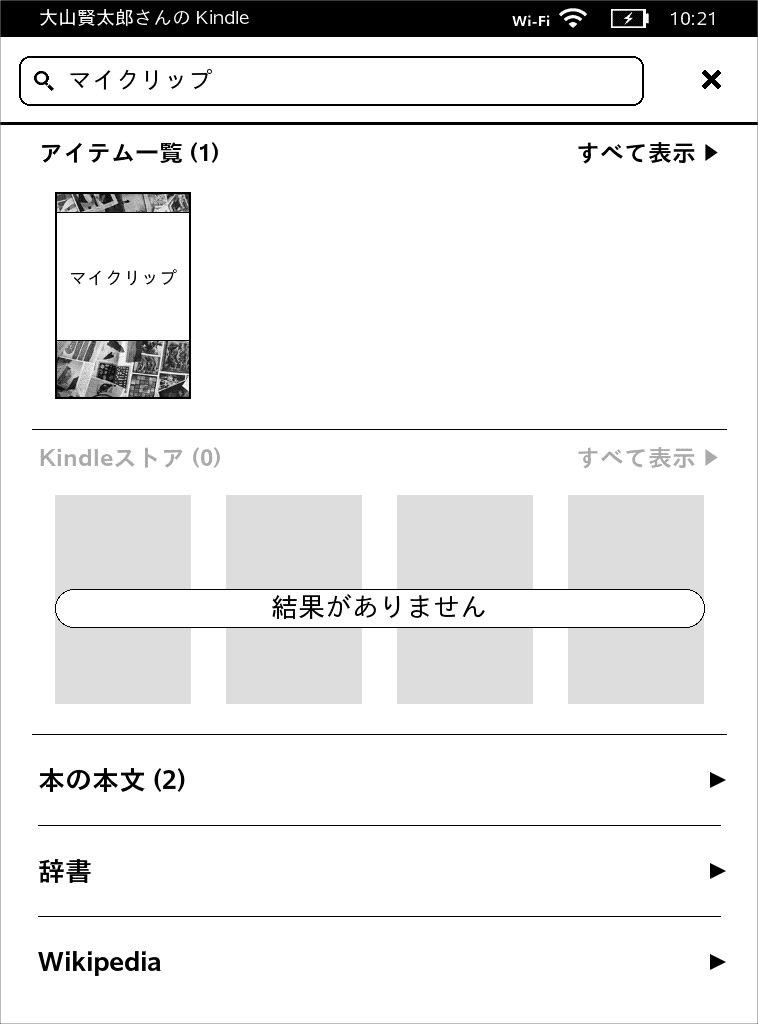 大山賢太郎さんの Kindle Wi-Fi 10:21
マイクリップ
アイテム一覧 (1) すべて表示
マイクリップ
Kindleストア (0) すべて表示
結果がありません
本の本文 (2)
辞書
Wikipedia